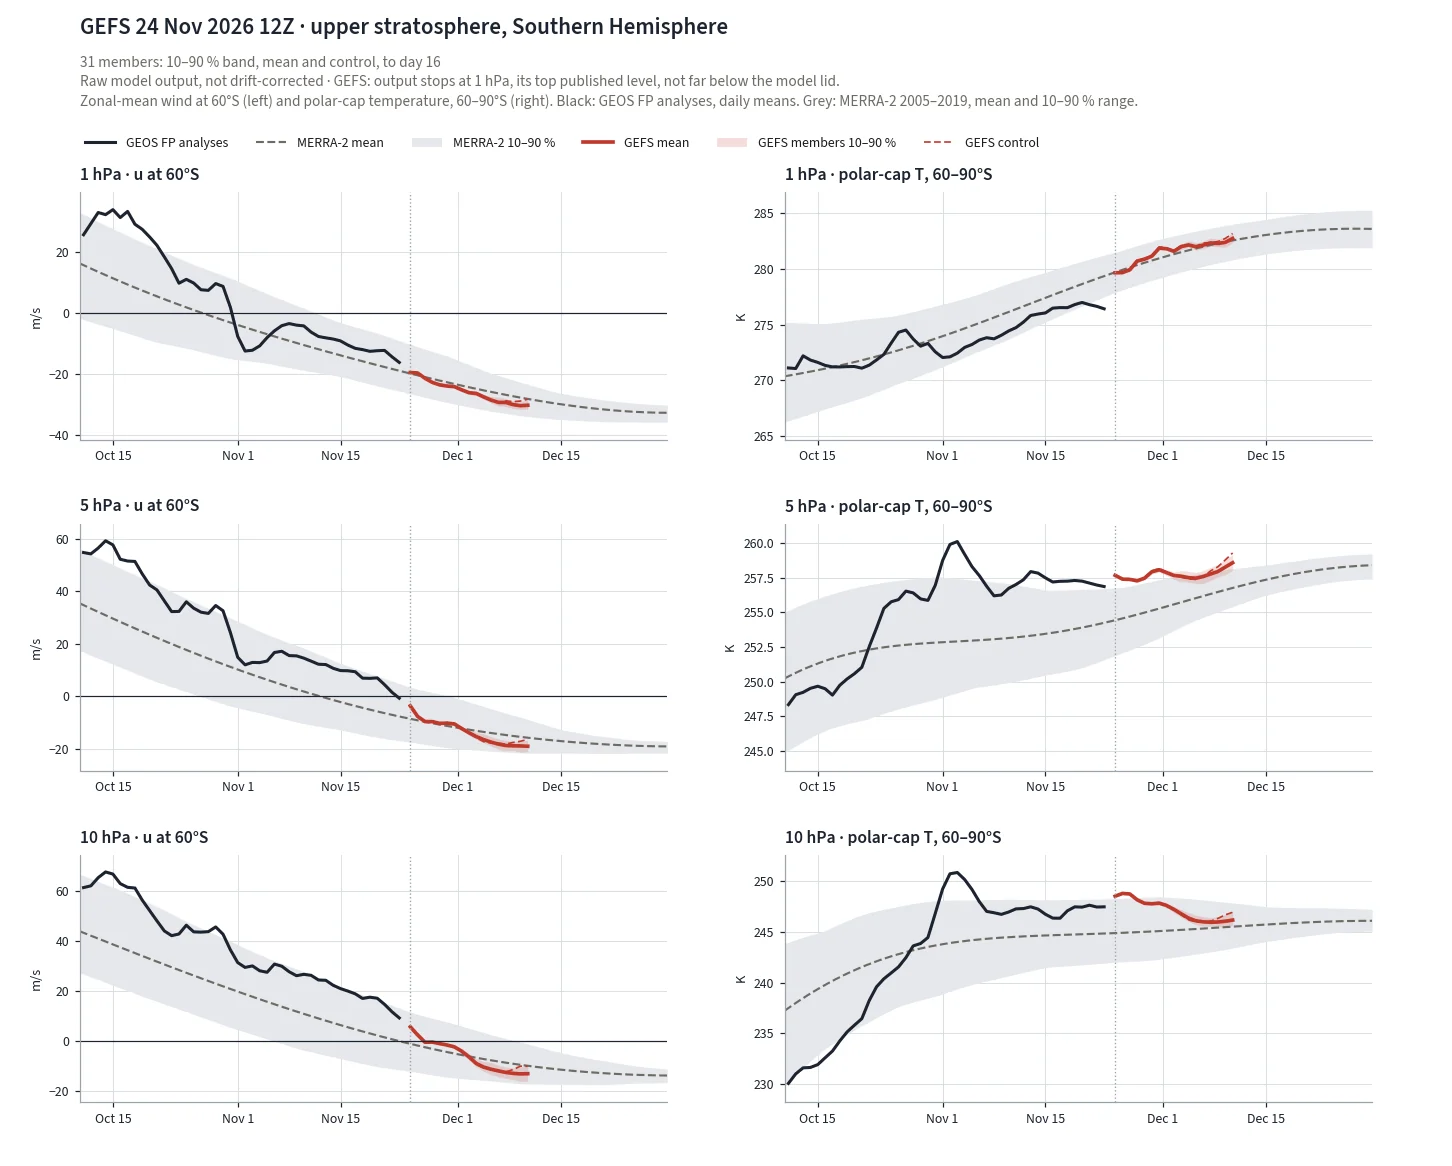 GEFS 24 Nov 2026 12Z · upper stratosphere, Southern Hemisphere
31 members: 10–90 % band, mean and control, to day 16
Raw model output, not drift-corrected · GEFS: output stops at 1 hPa, its top published level, not far below the model lid.
Zonal-mean wind at 60°S (left) and polar-cap temperature, 60–90°S (right). Black: GEOS FP analyses, daily means. Grey: MERRA-2 2005–2019, mean and 10–90 % range.
GEOS FP analyses MERRA-2 mean MERRA-2 10–90 % GEFS mean GEFS members 10–90 % GEFS control
1 hPa · u at 60°S
20
0
−20
−40
m/s
Oct 15 Nov 1 Nov 15 Dec 1 Dec 15
1 hPa · polar-cap T, 60–90°S
285
280
275
270
265
K
Oct 15 Nov 1 Nov 15 Dec 1 Dec 15
5 hPa · u at 60°S
60
40
20
0
−20
m/s
Oct 15 Nov 1 Nov 15 Dec 1 Dec 15
5 hPa · polar-cap T, 60–90°S
260.0
257.5
255.0
252.5
250.0
247.5
245.0
K
Oct 15 Nov 1 Nov 15 Dec 1 Dec 15
10 hPa · u at 60°S
60
40
20
0
−20
m/s
Oct 15 Nov 1 Nov 15 Dec 1 Dec 15
10 hPa · polar-cap T, 60–90°S
250
245
240
235
230
K
Oct 15 Nov 1 Nov 15 Dec 1 Dec 15